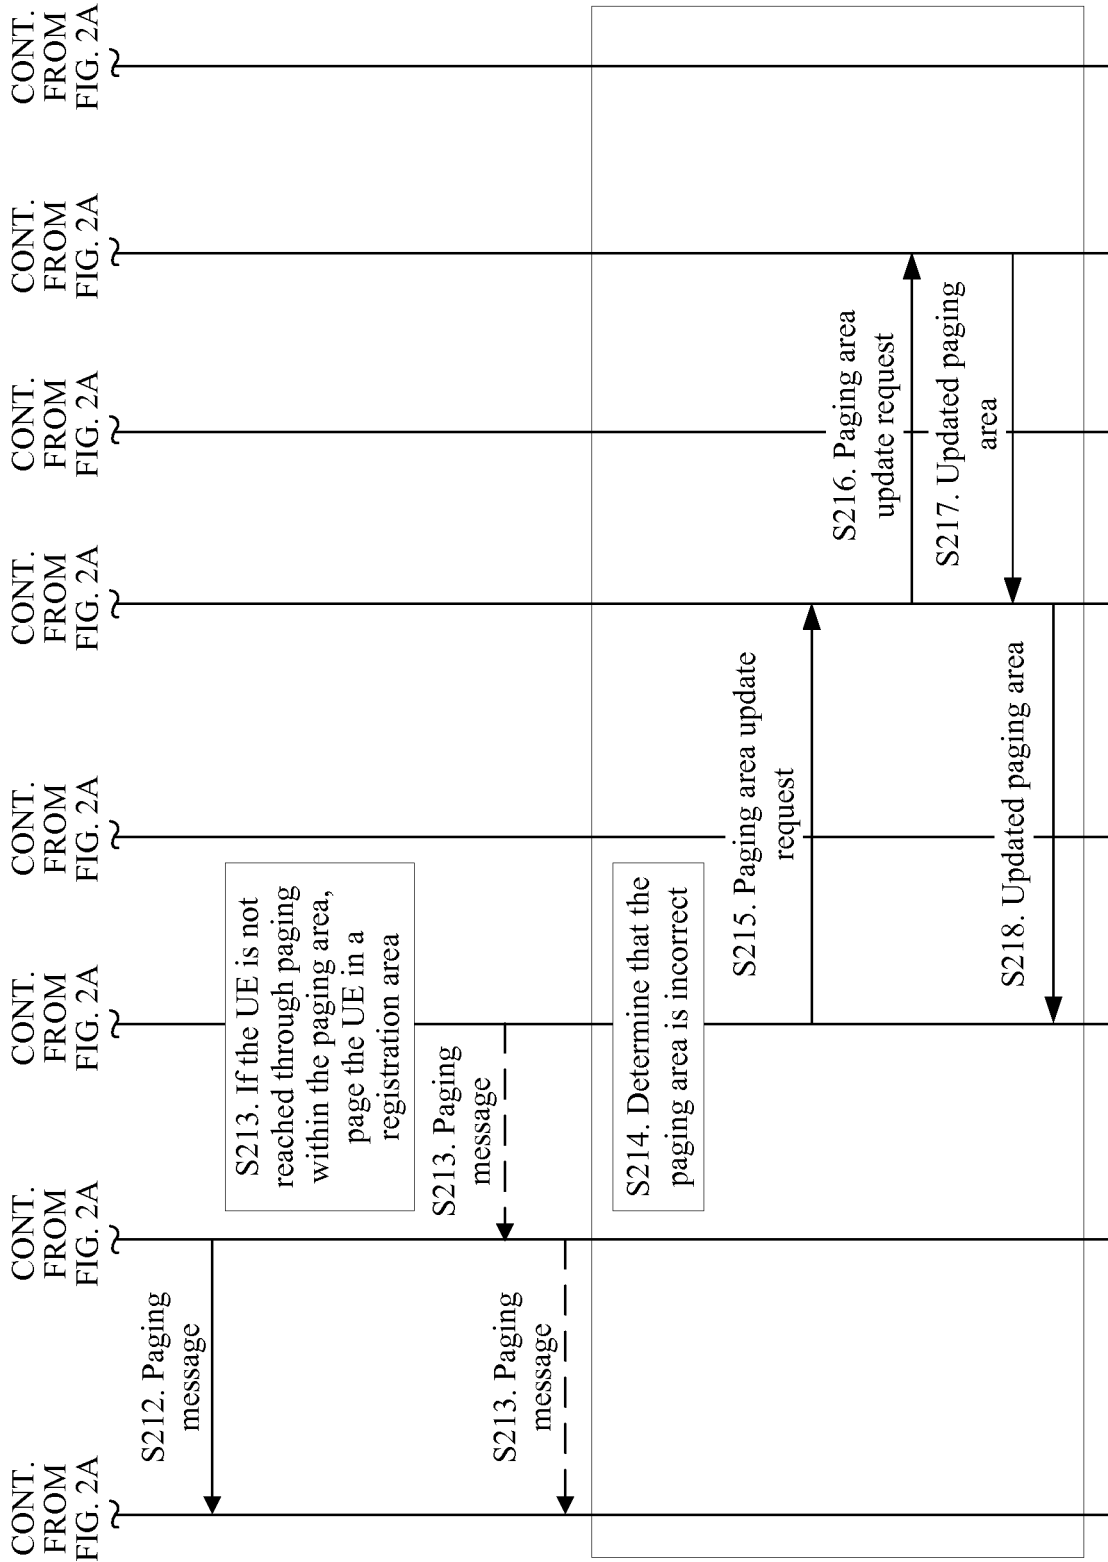 CONT.
FROM
FIG. 2A
CONT.
FROM
FIG. 2A
CONT.
FROM
FIG. 2A
CONT.
FROM
FIG. 2A
CONT.
FROM
FIG. 2A
CONT.
FROM
FIG. 2A
CONT.
FROM
FIG. 2A
CONT.
FROM
FIG. 2A
S212. Paging
message
S213. If the UE is not
reached through paging
within the paging area,
page the UE in a
registration area
S213. Paging
message
S213. Paging
message
S214. Determine that the
paging area is incorrect
S215. Paging area update
request
S216. Paging area
update request
S217. Updated paging
area
S218. Updated paging area